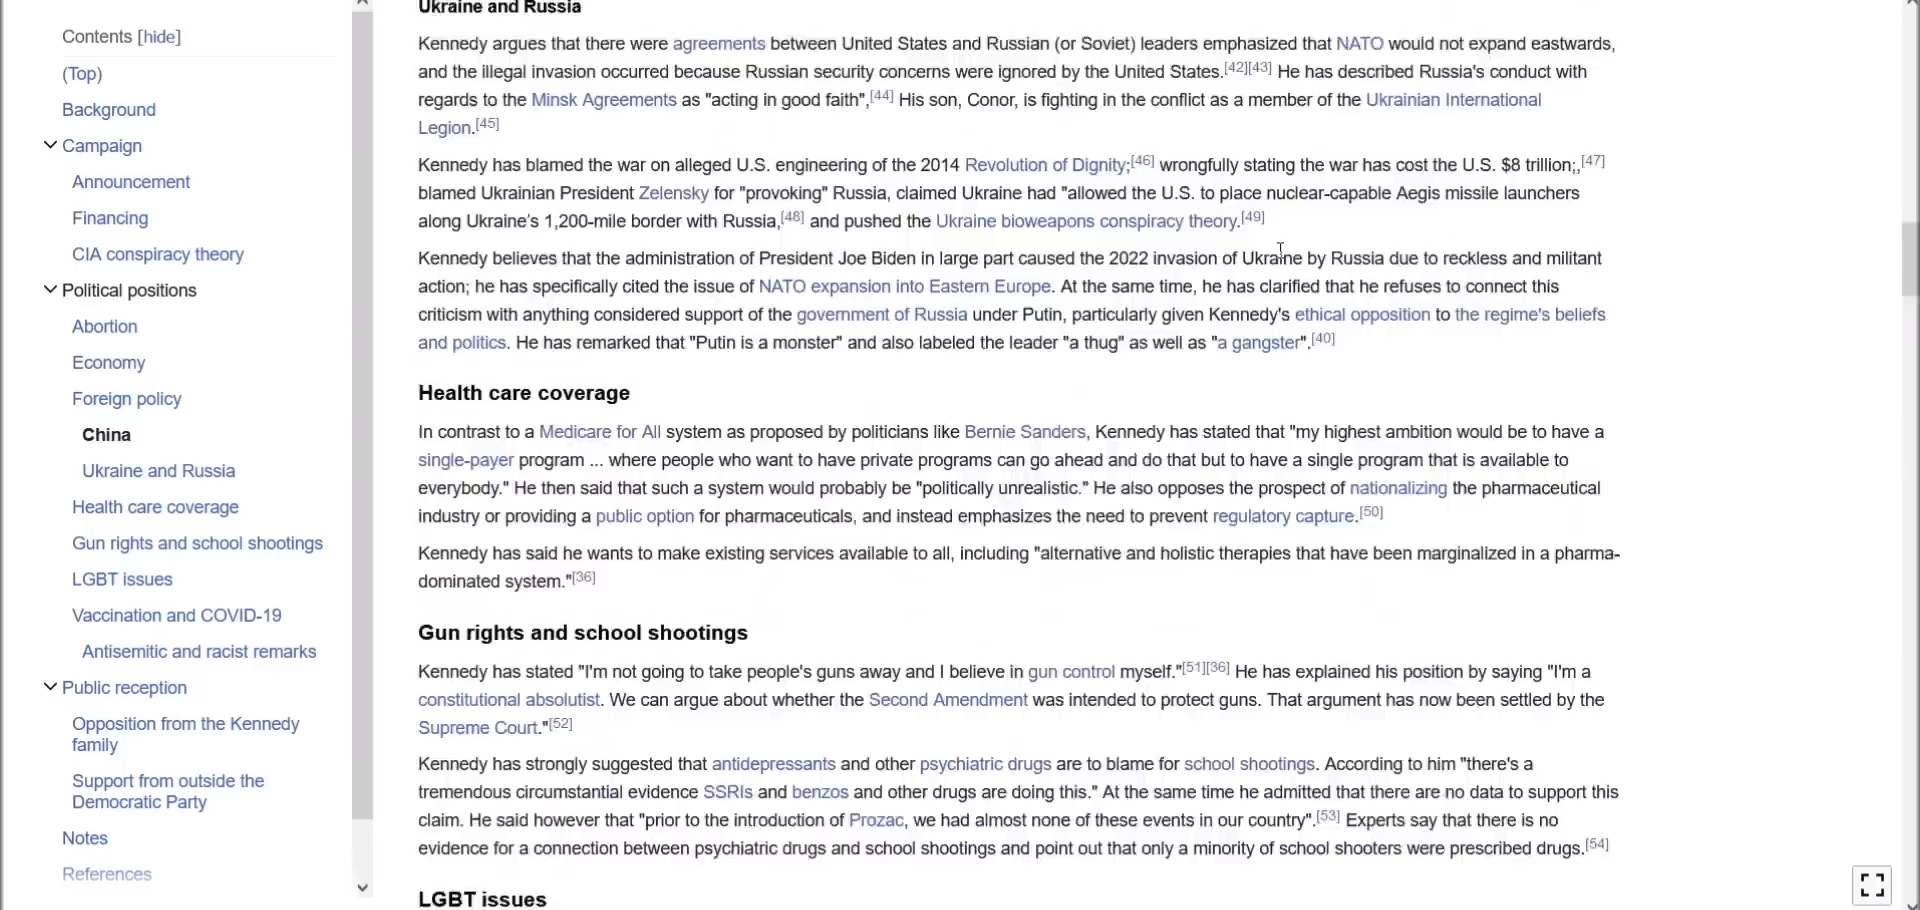 Contents [hide]
(Top)
Background
Campaign
Announcement
Financing
CIA conspiracy theory
Political positions
Abortion
Economy
Foreign policy
China
Ukraine and Russia
Health care coverage
Gun rights and school shootings
LGBT issues
Vaccination and COVID-19
Antisemitic and racist remarks
Public reception
Opposition from the Kennedy
family
Support from outside the
Democratic Party
Notes
References
Ukraine and Russia
Kennedy argues that there were agreements between United States and Russian (or Soviet) leaders emphasized that NATO would not expand eastwards,
and the illegal invasion occurred because Russian security concerns were ignored by the United States.[42][43] He has described Russia's conduct with
regards to the Minsk Agreements as "acting in good faith",[44] His son, Conor, is fighting in the conflict as a member of the Ukrainian International
Legion.[45]
Kennedy has blamed the war on alleged U.S. engineering of the 2014 Revolution of Dignity;[46] wrongfully stating the war has cost the U.S. $8 trillion;,[47]
blamed Ukrainian President Zelensky for "provoking" Russia, claimed Ukraine had "allowed the U.S. to place nuclear-capable Aegis missile launchers
along Ukraine's 1,200-mile border with Russia,[48] and pushed the Ukraine bioweapons conspiracy theory.[49]
Kennedy believes that the administration of President Joe Biden in large part caused the 2022 invasion of Ukraine by Russia due to reckless and militant
action; he has specifically cited the issue of NATO expansion into Eastern Europe. At the same time, he has clarified that he refuses to connect this
criticism with anything considered support of the government of Russia under Putin, particularly given Kennedy's ethical opposition to the regime's beliefs
and politics. He has remarked that "Putin is a monster" and also labeled the leader "a thug" as well as "a gangster".[40]
Health care coverage
In contrast to a Medicare for All system as proposed by politicians like Bernie Sanders, Kennedy has stated that "my highest ambition would be to have a
single-payer program ... where people who want to have private programs can go ahead and do that but to have a single program that is available to
everybody." He then said that such a system would probably be "politically unrealistic." He also opposes the prospect of nationalizing the pharmaceutical
industry or providing a public option for pharmaceuticals, and instead emphasizes the need to prevent regulatory capture.[50]
Kennedy has said he wants to make existing services available to all, including "alternative and holistic therapies that have been marginalized in a pharma-
dominated system."[36]
Gun rights and school shootings
Kennedy has stated "I'm not going to take people's guns away and I believe in gun control myself."[51][36] He has explained his position by saying "I'm a
constitutional absolutist. We can argue about whether the Second Amendment was intended to protect guns. That argument has now been settled by the
Supreme Court."[52]
Kennedy has strongly suggested that antidepressants and other psychiatric drugs are to blame for school shootings. According to him "there's a
tremendous circumstantial evidence SSRIs and benzos and other drugs are doing this." At the same time he admitted that there are no data to support this
claim. He said however that "prior to the introduction of Prozac, we had almost none of these events in our country".[53] Experts say that there is no
evidence for a connection between psychiatric drugs and school shootings and point out that only a minority of school shooters were prescribed drugs.[54]
LGBT issues